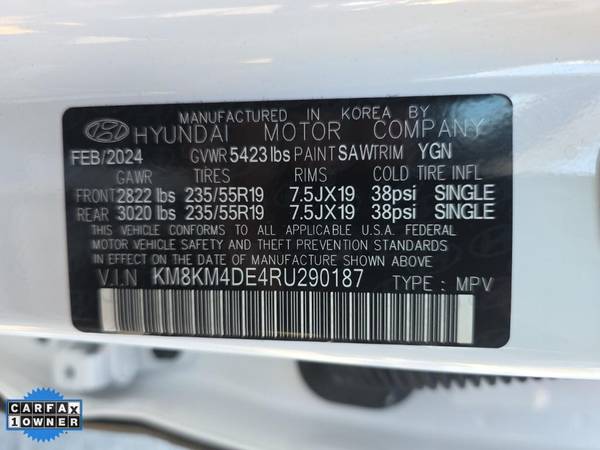 MANUFACTURED IN KOREA BY
HYUNDAI MOTOR COMPANY
FEB/2024 GVWR 5423 lbs PAINT SAW TRIM YGN
GAWR TIRES RIMS COLD TIRE INFL
FRONT 2822 lbs 235/55R19 7.5JX19 38psi SINGLE
REAR 3020 lbs 235/55R19 7.5JX19 38psi SINGLE
THIS VEHICLE CONFORMS TO ALL APPLICABLE U.S.A. FEDERAL
MOTOR VEHICLE SAFETY AND THEFT PREVENTION STANDARDS
IN EFFECT ON THE DATE OF MANUFACTURE SHOWN ABOVE
V.I.N KM8KM4DE4RU290187 TYPE : MPV
CARFAX
1 OWNER